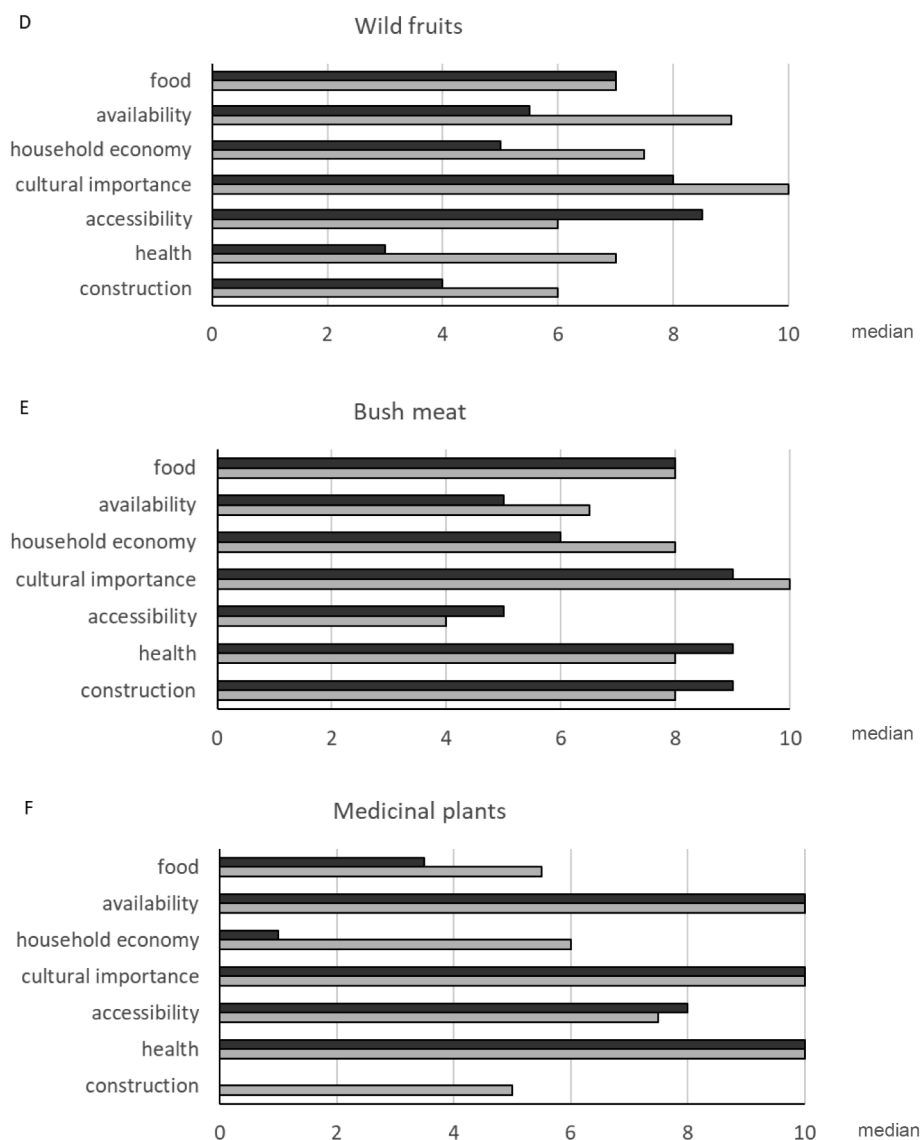 D
Wild fruits
food
availability
household economy
cultural importance
accessibility
health
construction
0 2 4 6 8 10 median
E
Bush meat
food
availability
household economy
cultural importance
accessibility
health
construction
0 2 4 6 8 10 median
F
Medicinal plants
food
availability
household economy
cultural importance
accessibility
health
construction
0 2 4 6 8 10 median